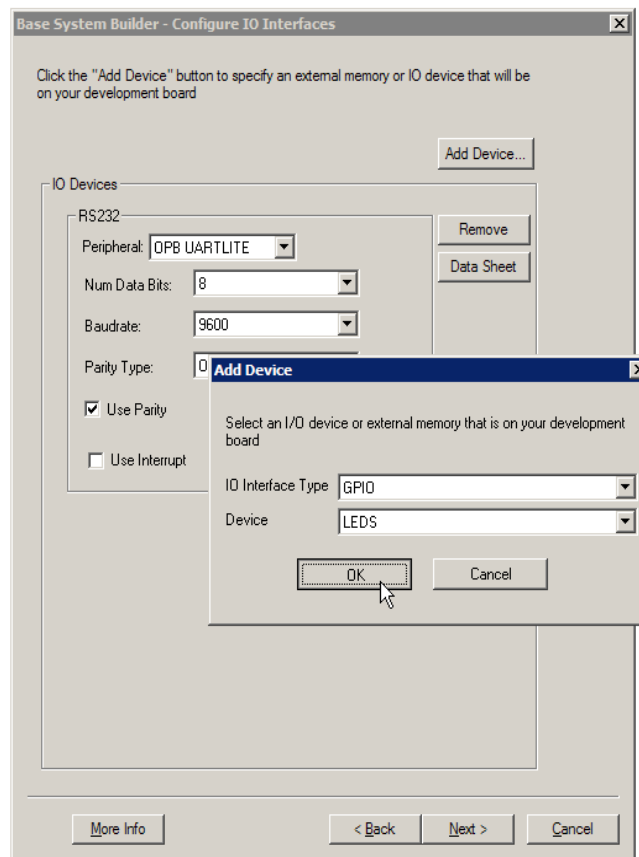 Base System Builder - Configure IO Interfaces
Click the "Add Device" button to specify an external memory or IO device that will be
on your development board
Add Device...
IO Devices
RS232
Remove
Peripheral: OPB UARTLITE
Data Sheet
Num Data Bits: 8
Baudrate: 9600
Parity Type:
Add Device
Use Parity
Select an I/O device or external memory that is on your development
board
Use Interrupt
IO Interface Type GPIO
Device LEDS
OK Cancel
More Info < Back Next > Cancel